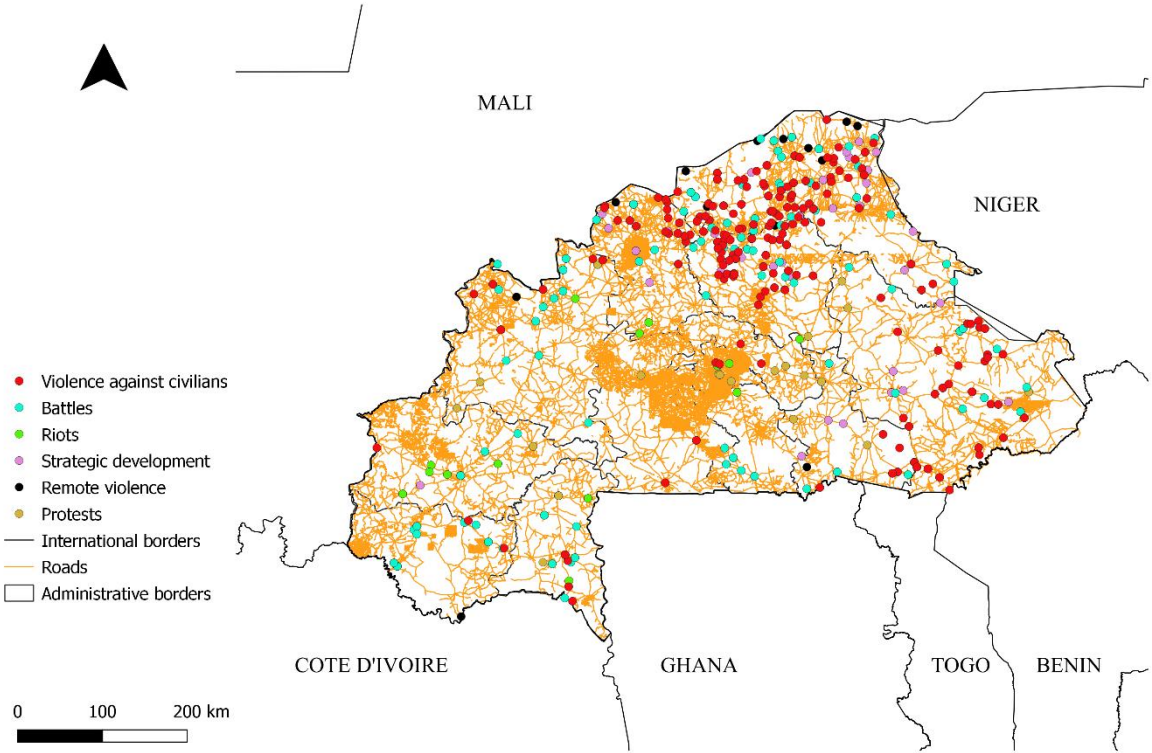 MALI
NIGER
Violence against civilians
Battles
Riots
Strategic development
Remote violence
Protests
International borders
Roads
Administrative borders
COTE D'IVOIRE
GHANA
TOGO
BENIN
0 100 200 km